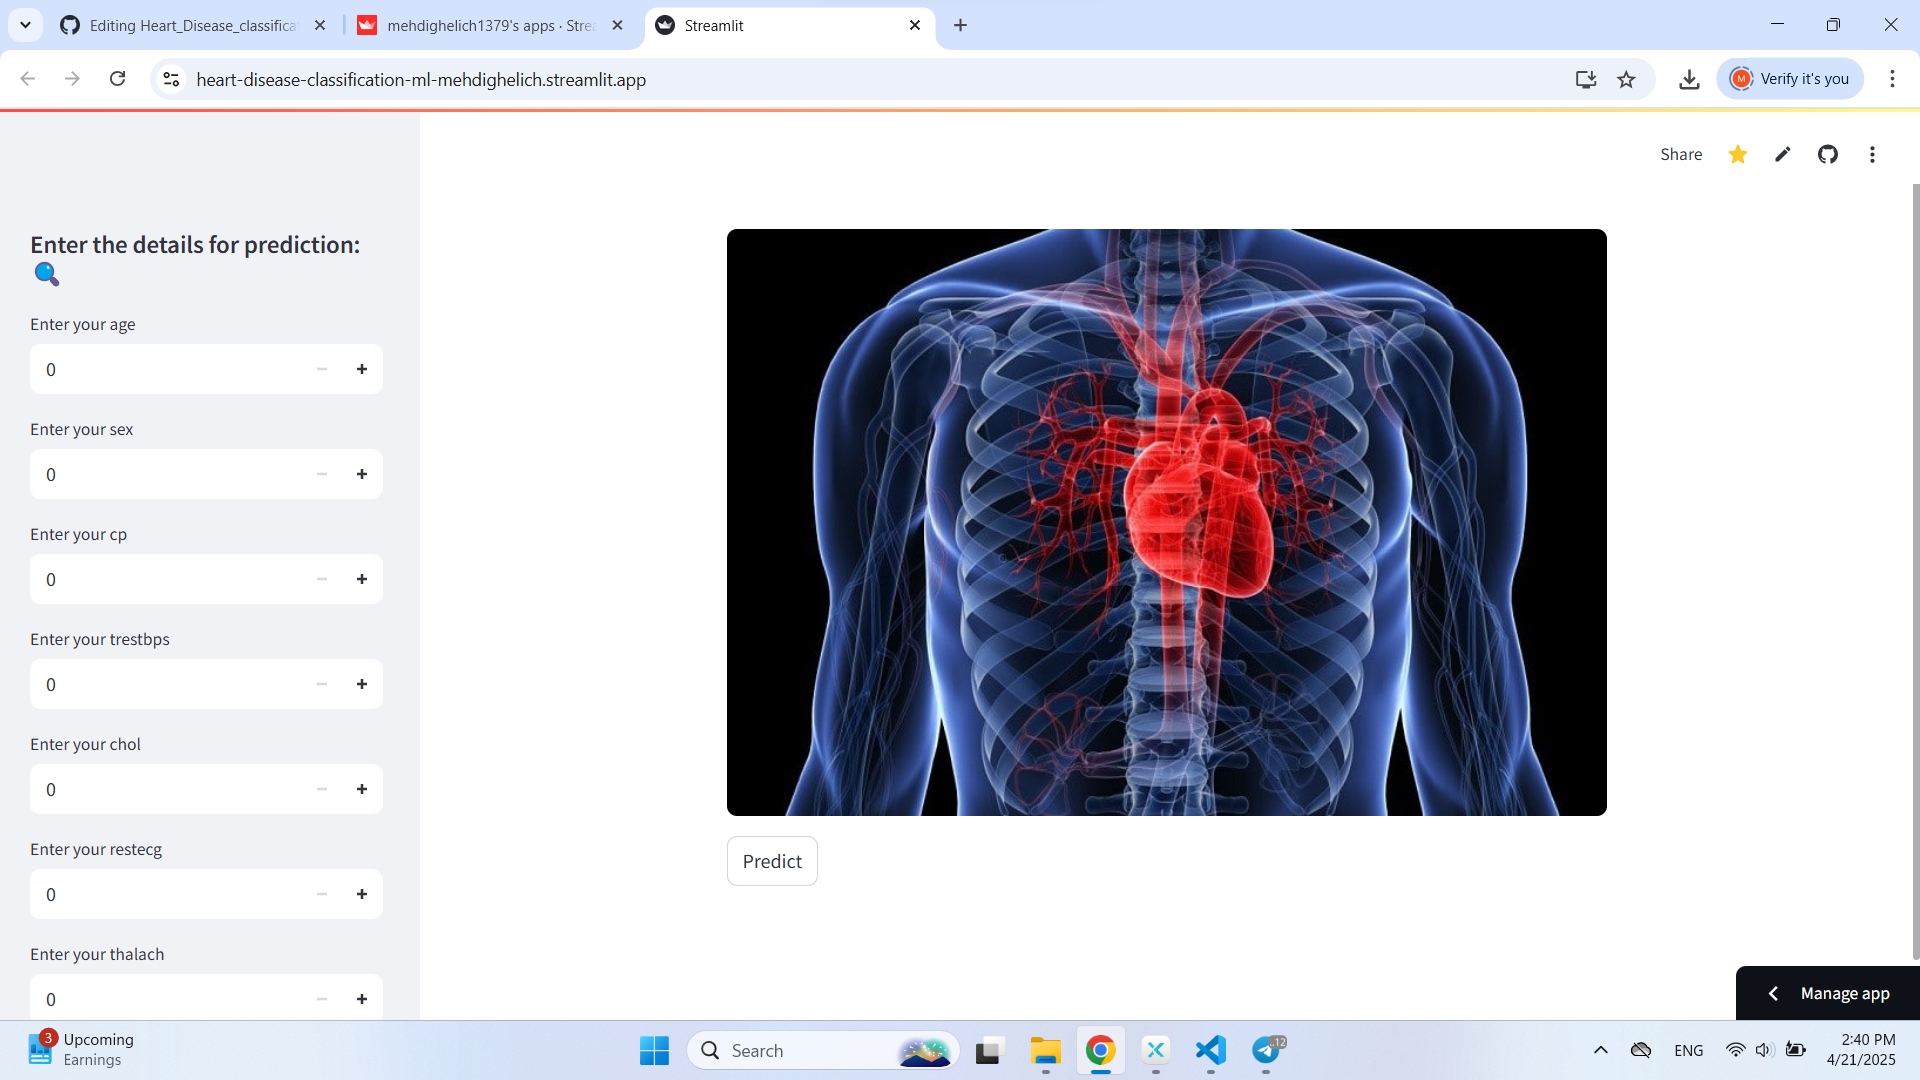 Editing Heart_Disease_classifica
mehdighelich1379's apps · Strea
Streamlit
heart-disease-classification-ml-mehdighelich.streamlit.app
M
Verify it's you
Share
Enter the details for prediction:
Enter your age
0
Enter your sex
0
Enter your cp
0
Enter your trestbps
0
Enter your chol
0
Enter your restecg
0
Enter your thalach
0
Predict
Manage app
3
Upcoming
Earnings
Search
12
ENG
2:40 PM
4/21/2025